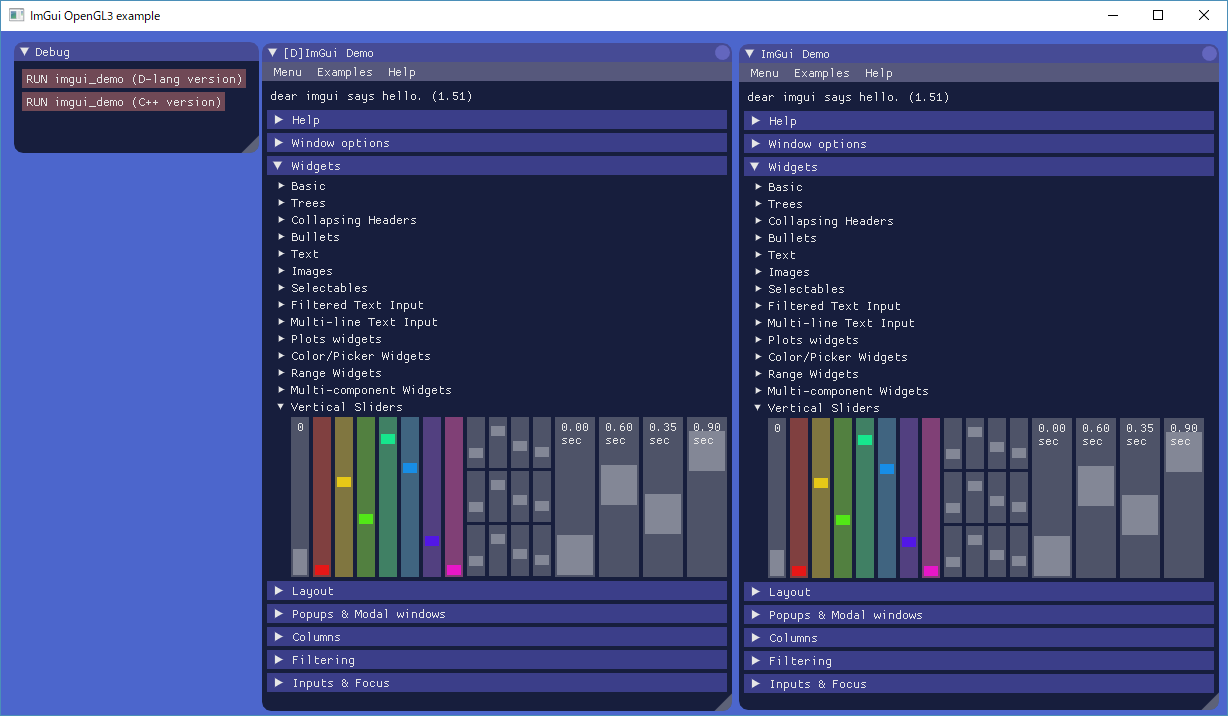 ImGui OpenGL3 example
Debug
RUN imgui_demo (D-lang version)
RUN imgui_demo (C++ version)
[D]ImGui Demo
Menu Examples Help
dear imgui says hello. (1.51)
Help
Window options
Widgets
Basic
Trees
Collapsing Headers
Bullets
Text
Images
Selectables
Filtered Text Input
Multi-line Text Input
Plots widgets
Color/Picker Widgets
Range Widgets
Multi-component Widgets
Vertical Sliders
0 0.00 0.60 0.35 0.90
sec sec sec sec
Layout
Popups & Modal windows
Columns
Filtering
Inputs & Focus
ImGui Demo
Menu Examples Help
dear imgui says hello. (1.51)
Help
Window options
Widgets
Basic
Trees
Collapsing Headers
Bullets
Text
Images
Selectables
Filtered Text Input
Multi-line Text Input
Plots widgets
Color/Picker Widgets
Range Widgets
Multi-component Widgets
Vertical Sliders
0 0.00 0.60 0.35 0.90
sec sec sec sec
Layout
Popups & Modal windows
Columns
Filtering
Inputs & Focus